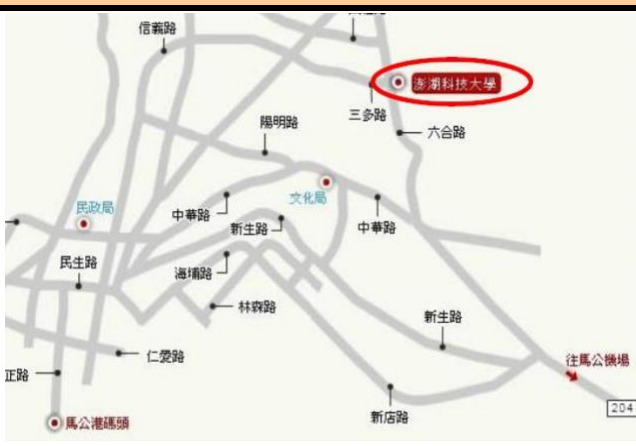 信義路
澎湖科技大學
三多路
陽明路
六合路
文化局
民政局
中華路
新生路
中華路
民生路
海埔路
林森路
新生路
仁愛路
往馬公機場
正路
204
新店路
馬公港碼頭